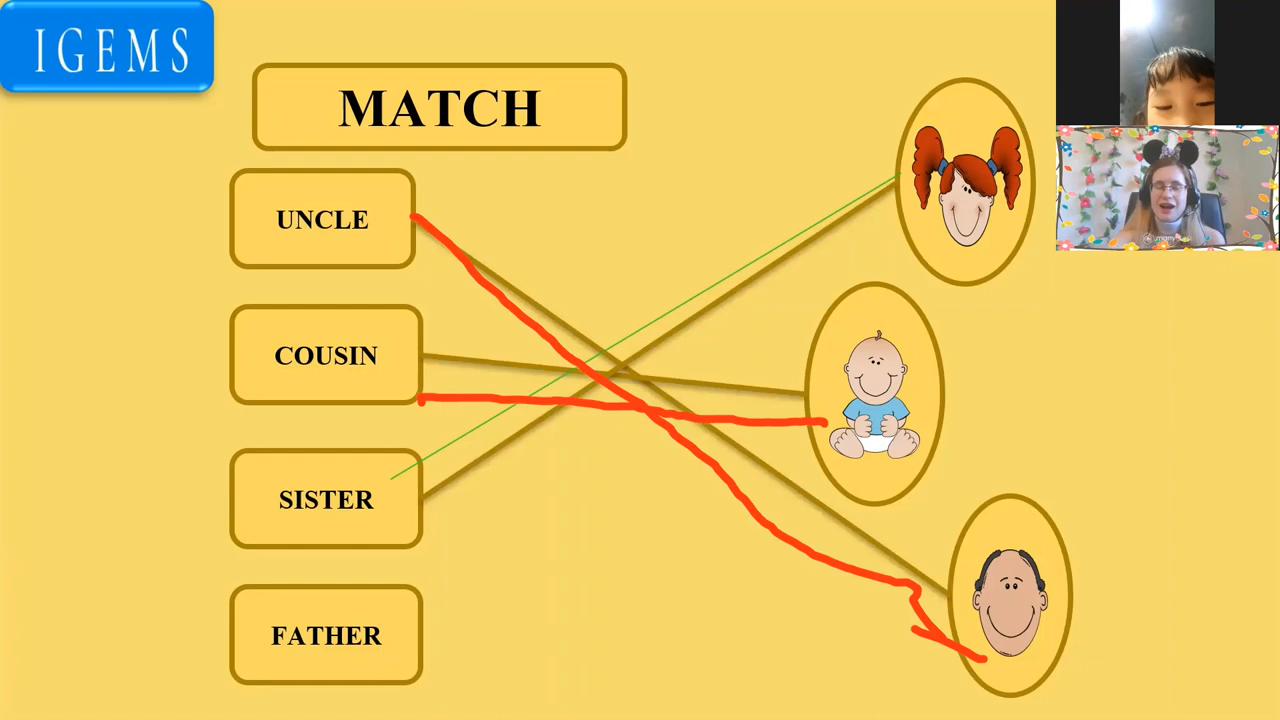 IGEMS
MATCH
UNCLE
COUSIN
SISTER
FATHER